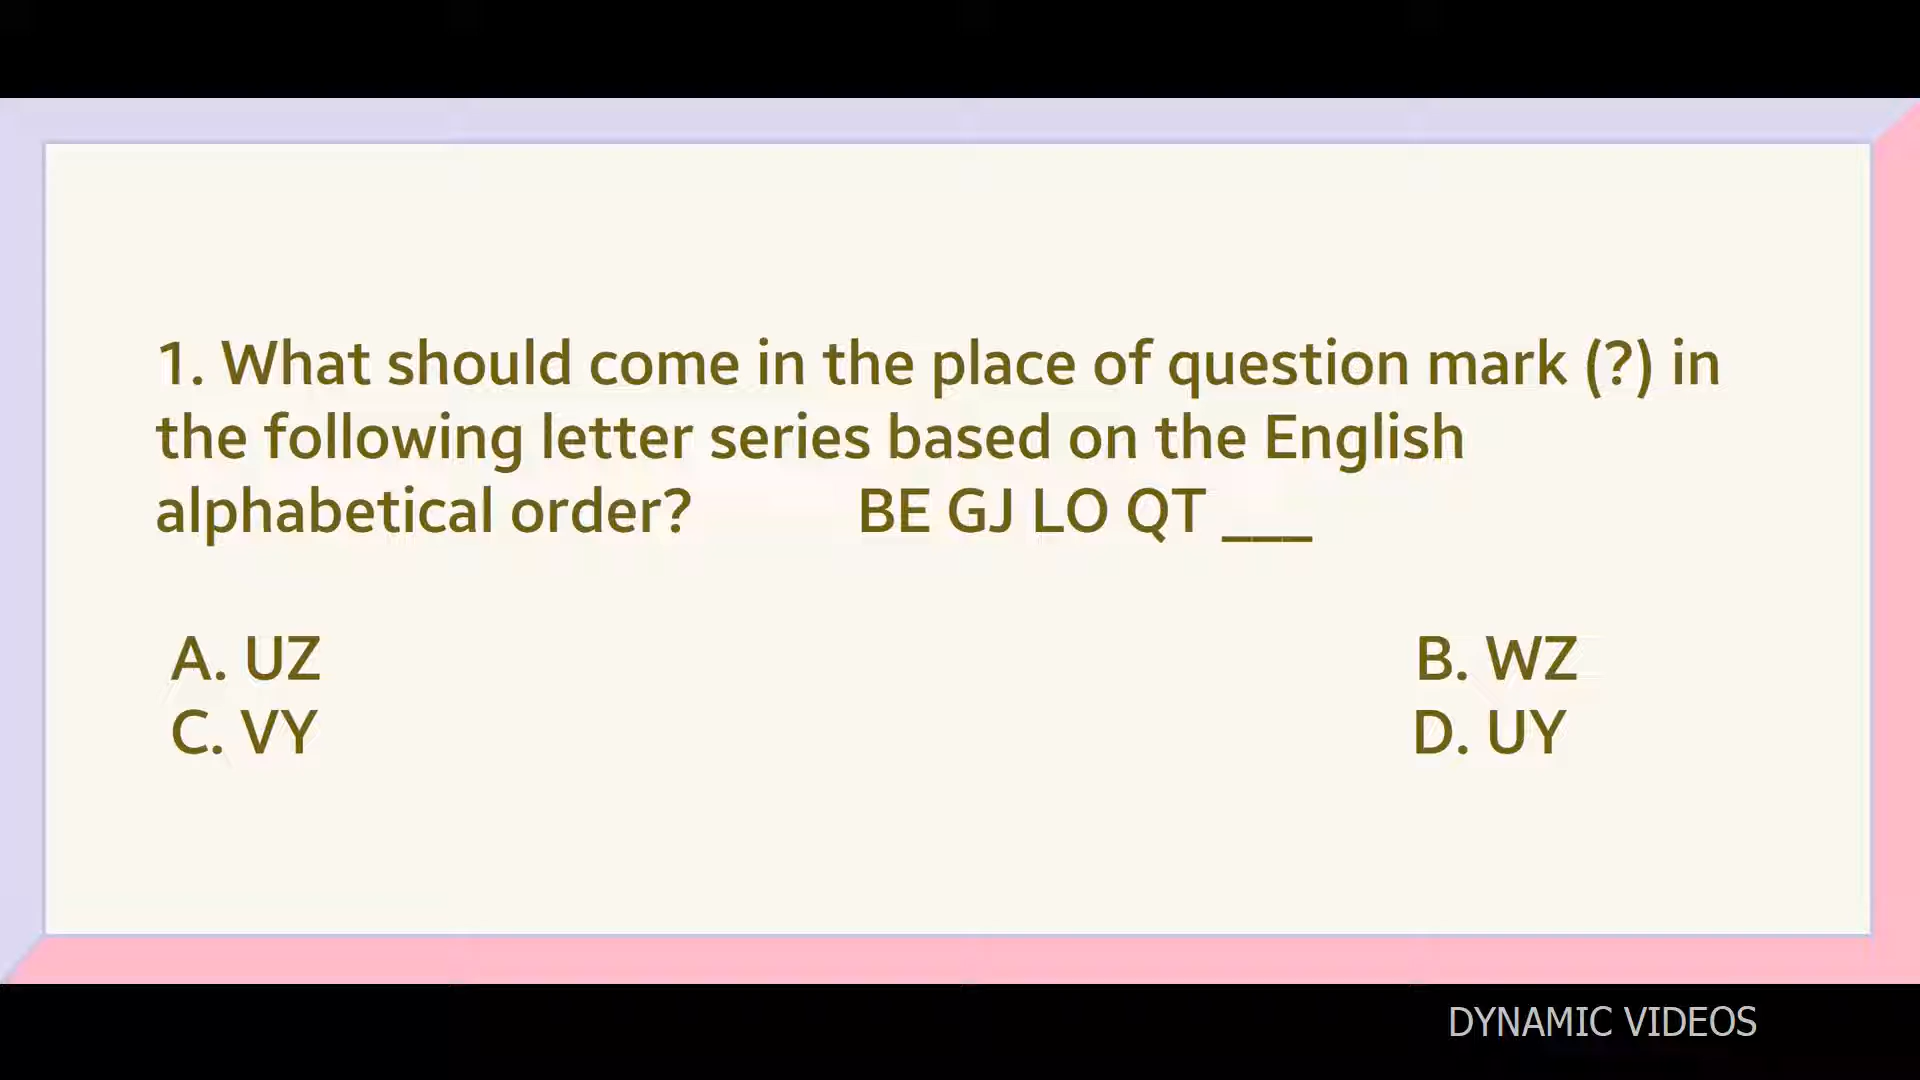 1. What should come in the place of question mark (?) in
the following letter series based on the English
alphabetical order? BE GJ LO QT ___
A. UZ B. WZ
C. VY D. UY
DYNAMIC VIDEOS